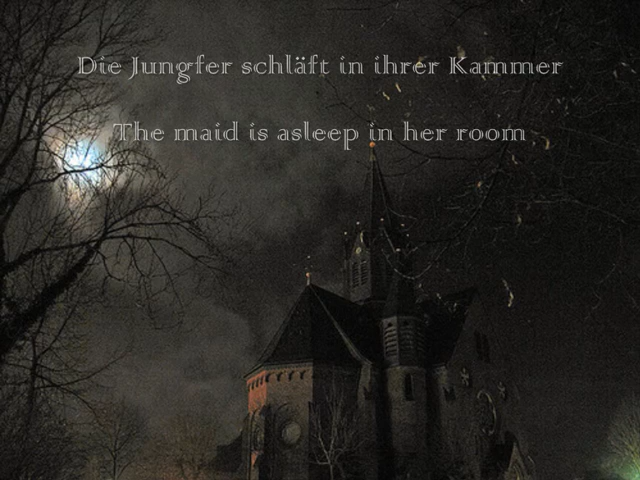 Die Jungfer schläft in ihrer Kammer
The maid is asleep in her room